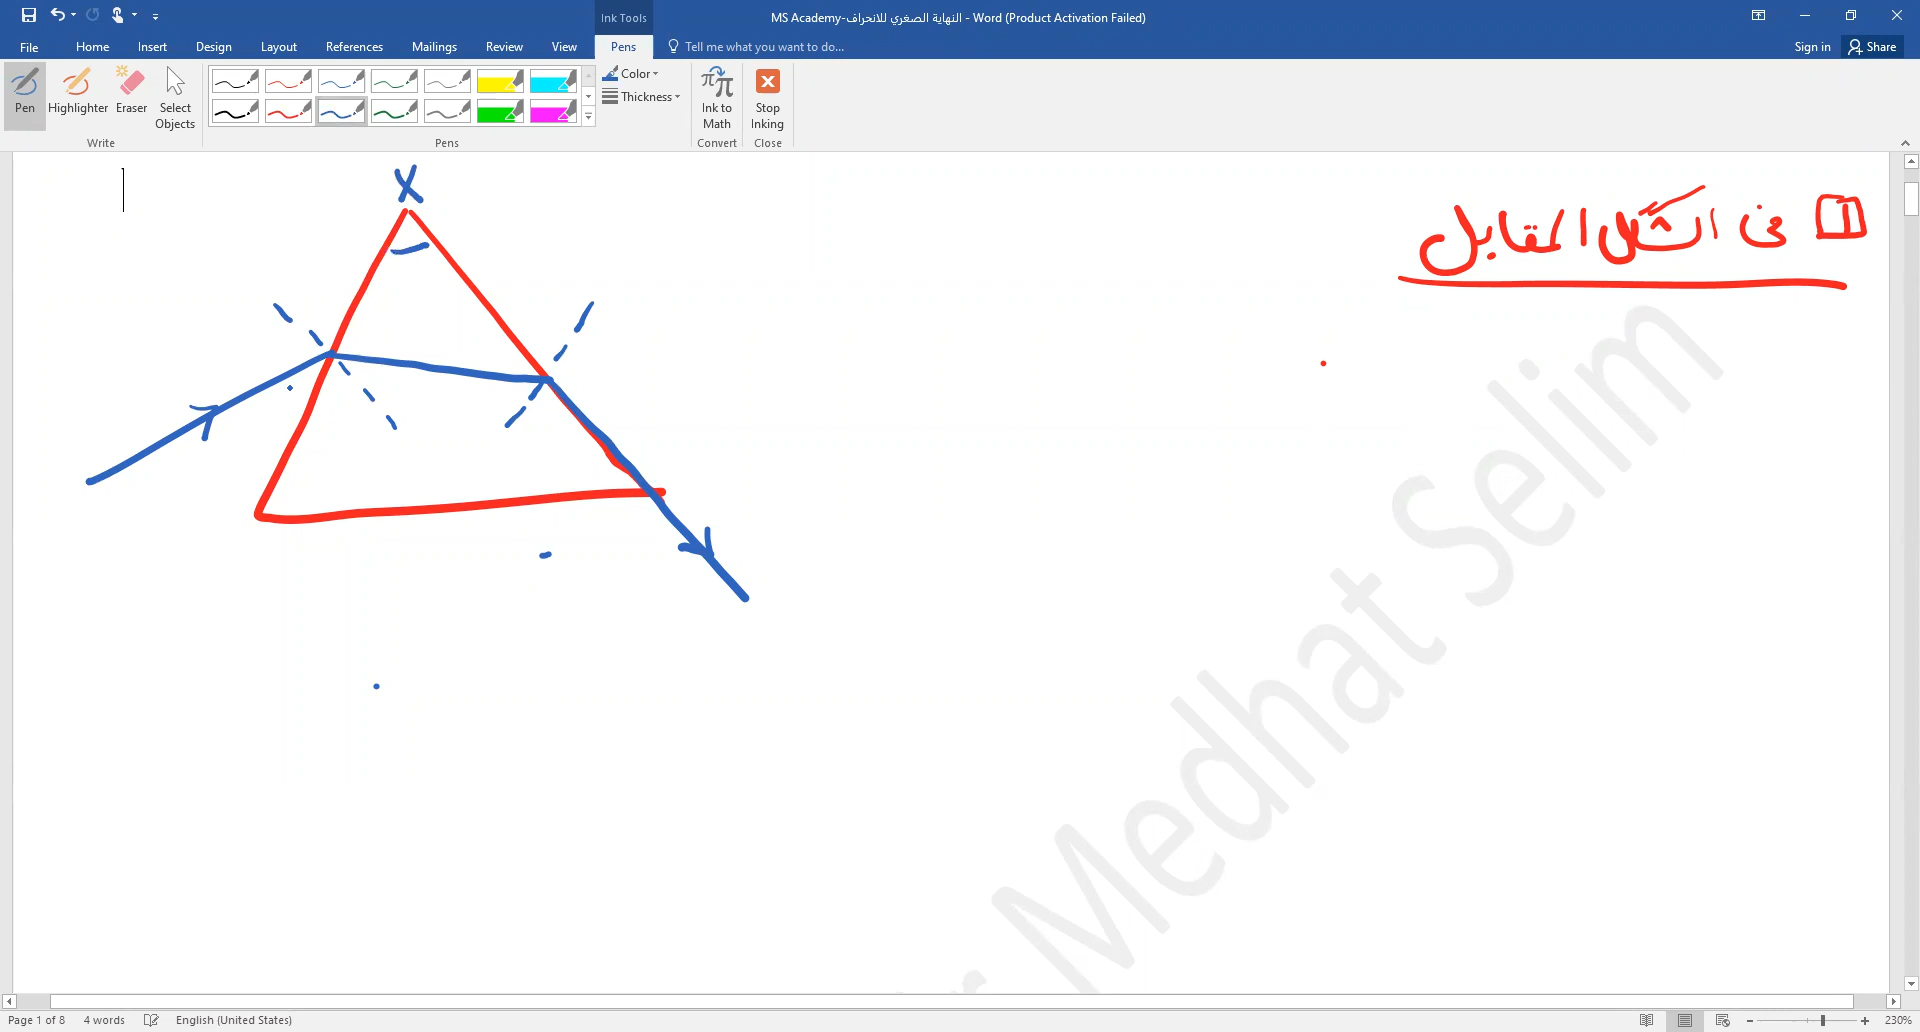 MS Academy-النهاية الصغري للانحراف - Word (Product Activation Failed)
Ink Tools
File Home Insert Design Layout References Mailings Review View Pens Tell me what you want to do... Sign in Share
Pen Highlighter Eraser Select Objects
Color
Thickness
Ink to Math
Stop Inking
Write Pens Convert Close
X
1 فى الشكل المقابل
Medhat Selim
Page 1 of 8 4 words English (United States) 230%